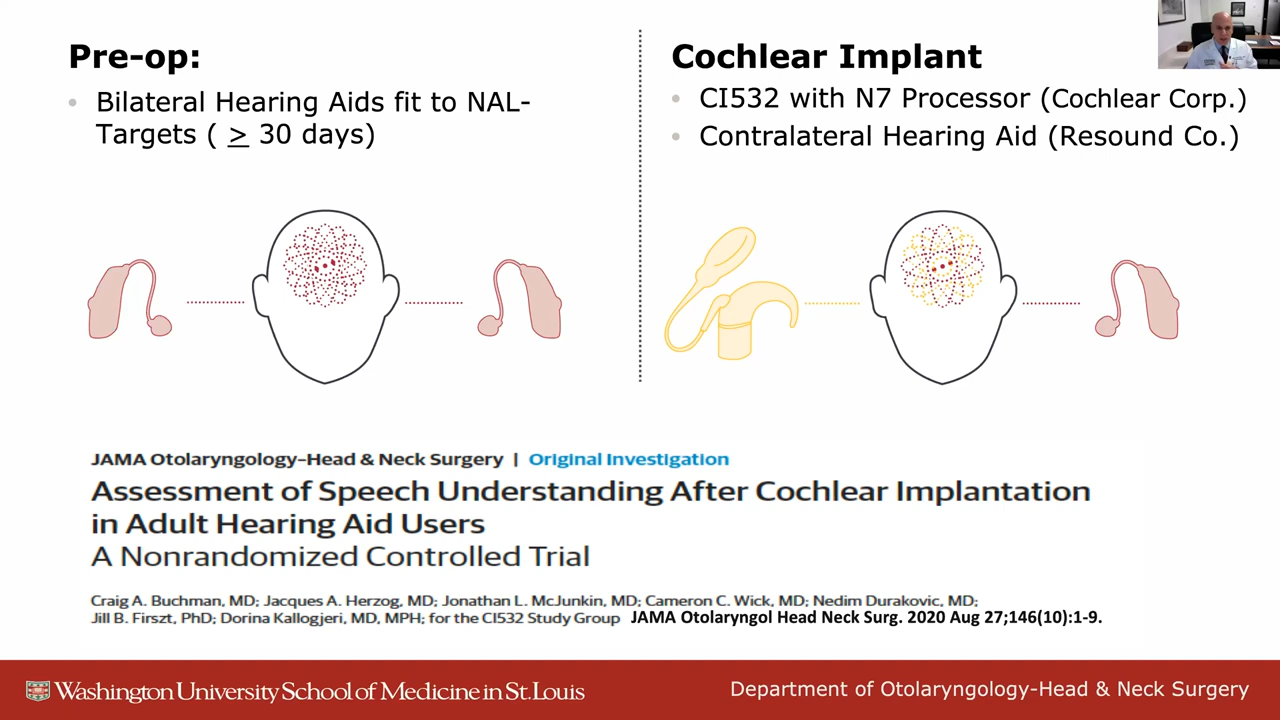 Pre-op:
• Bilateral Hearing Aids fit to NAL-
Targets ( > 30 days)
Cochlear Implant
• CI532 with N7 Processor (Cochlear Corp.)
• Contralateral Hearing Aid (Resound Co.)
JAMA Otolaryngology–Head & Neck Surgery | Original Investigation
Assessment of Speech Understanding After Cochlear Implantation
in Adult Hearing Aid Users
A Nonrandomized Controlled Trial
Craig A. Buchman, MD; Jacques A. Herzog, MD; Jonathan L. McJunkin, MD; Cameron C. Wick, MD; Nedim Durakovic, MD;
Jill B. Firszt, PhD; Dorina Kallogjeri, MD, MPH; for the CI532 Study Group JAMA Otolaryngol Head Neck Surg. 2020 Aug 27;146(10):1-9.
Washington University School of Medicine in St. Louis
Department of Otolaryngology-Head & Neck Surgery